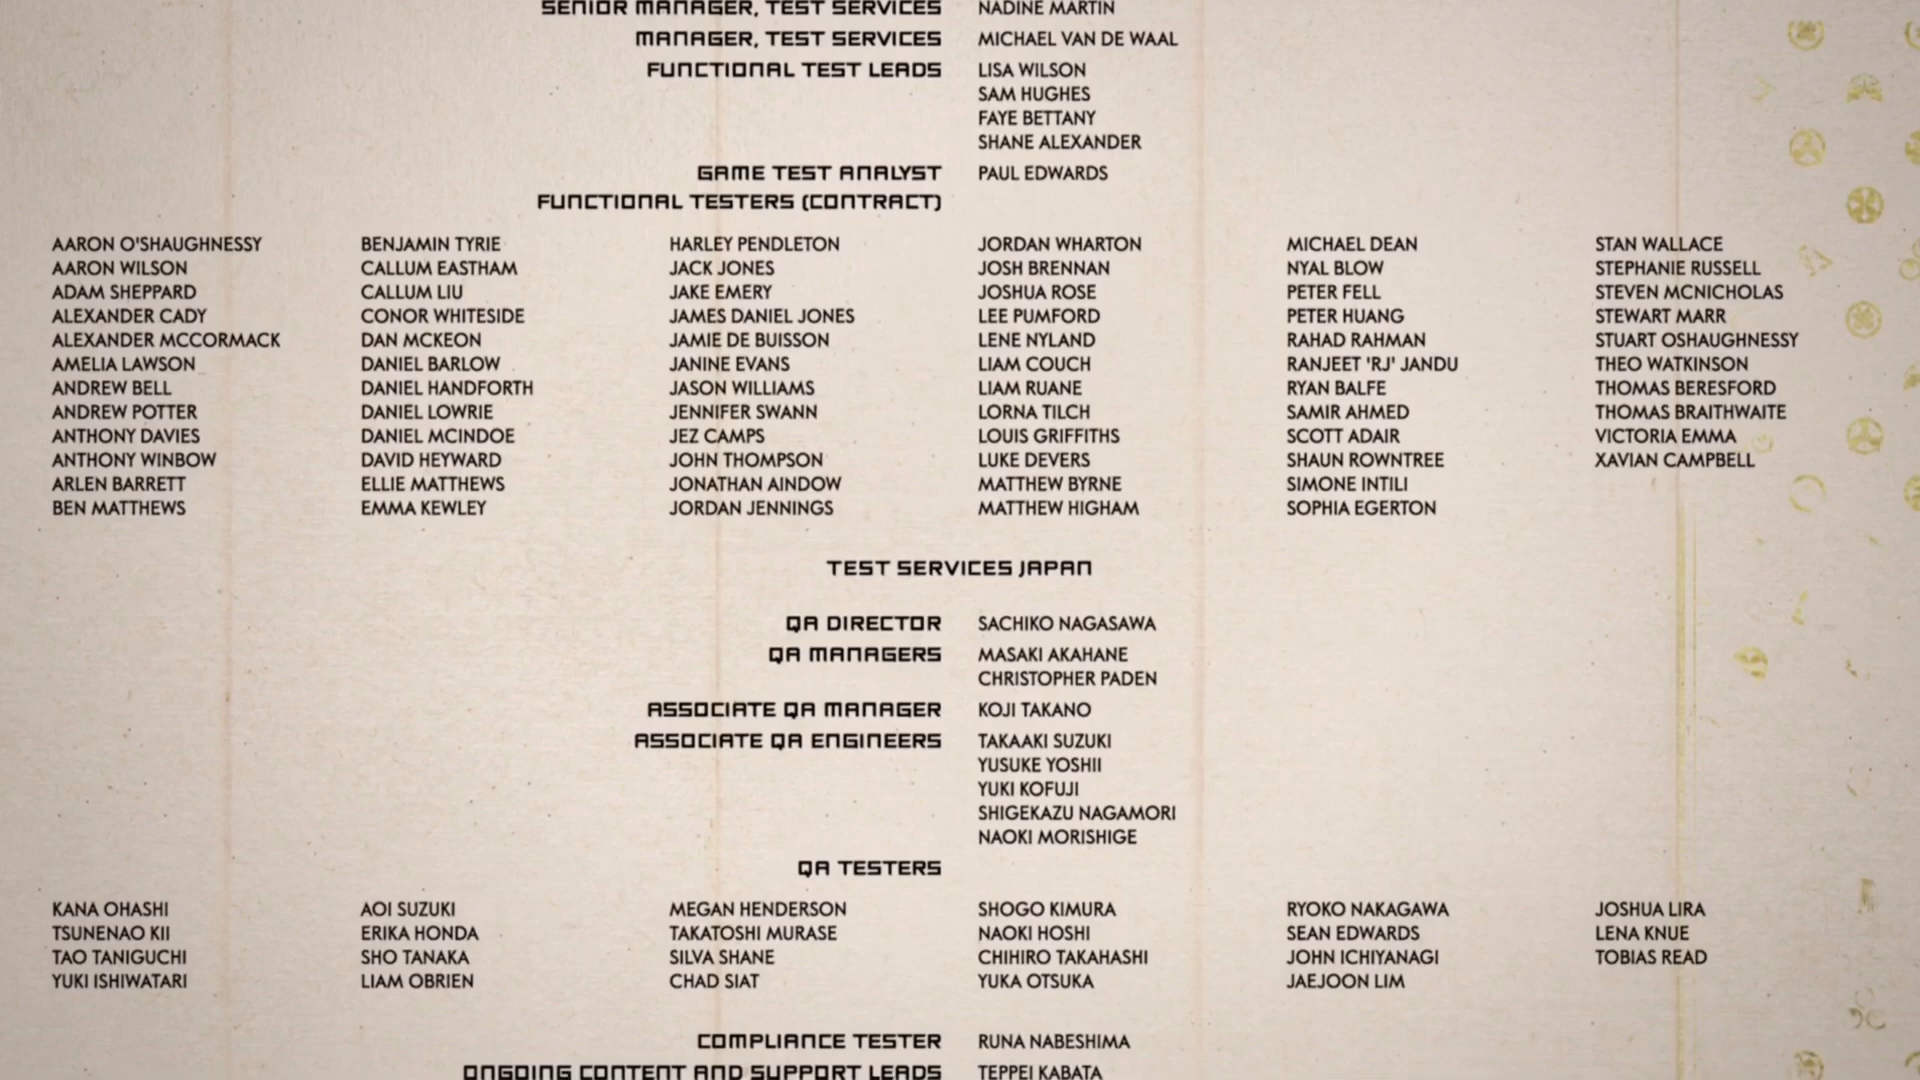 SENIOR MANAGER, TEST SERVICES NADINE MARTIN
MANAGER, TEST SERVICES MICHAEL VAN DE WAAL
FUNCTIONAL TEST LEADS LISA WILSON
SAM HUGHES
FAYE BETTANY
SHANE ALEXANDER
GAME TEST ANALYST PAUL EDWARDS
FUNCTIONAL TESTERS (CONTRACT)
AARON O'SHAUGHNESSY BENJAMIN TYRIE HARLEY PENDLETON JORDAN WHARTON MICHAEL DEAN STAN WALLACE
AARON WILSON CALLUM EASTHAM JACK JONES JOSH BRENNAN NYAL BLOW STEPHANIE RUSSELL
ADAM SHEPPARD CALLUM LIU JAKE EMERY JOSHUA ROSE PETER FELL STEVEN MCNICHOLAS
ALEXANDER CADY CONOR WHITESIDE JAMES DANIEL JONES LEE PUMFORD PETER HUANG STEWART MARR
ALEXANDER MCCORMACK DAN MCKEON JAMIE DE BUISSON LENE NYLAND RAHAD RAHMAN STUART OSHAUGHNESSY
AMELIA LAWSON DANIEL BARLOW JANINE EVANS LIAM COUCH RANJEET 'RJ' JANDU THEO WATKINSON
ANDREW BELL DANIEL HANDFORTH JASON WILLIAMS LIAM RUANE RYAN BALFE THOMAS BERESFORD
ANDREW POTTER DANIEL LOWRIE JENNIFER SWANN LORNA TILCH SAMIR AHMED THOMAS BRAITHWAITE
ANTHONY DAVIES DANIEL MCINDOE JEZ CAMPS LOUIS GRIFFITHS SCOTT ADAIR VICTORIA EMMA
ANTHONY WINBOW DAVID HEYWARD JOHN THOMPSON LUKE DEVERS SHAUN ROWNTREE XAVIAN CAMPBELL
ARLEN BARRETT ELLIE MATTHEWS JONATHAN AINDOW MATTHEW BYRNE SIMONE INTILI
BEN MATTHEWS EMMA KEWLEY JORDAN JENNINGS MATTHEW HIGHAM SOPHIA EGERTON
TEST SERVICES JAPAN
QA DIRECTOR SACHIKO NAGASAWA
QA MANAGERS MASAKI AKAHANE
CHRISTOPHER PADEN
ASSOCIATE QA MANAGER KOJI TAKANO
ASSOCIATE QA ENGINEERS TAKAAKI SUZUKI
YUSUKE YOSHII
YUKI KOFUJI
SHIGEKAZU NAGAMORI
NAOKI MORISHIGE
QA TESTERS
KANA OHASHI AOI SUZUKI MEGAN HENDERSON SHOGO KIMURA RYOKO NAKAGAWA JOSHUA LIRA
TSUNENAO KII ERIKA HONDA TAKATOSHI MURASE NAOKI HOSHI SEAN EDWARDS LENA KNUE
TAO TANIGUCHI SHO TANAKA SILVA SHANE CHIHIRO TAKAHASHI JOHN ICHIYANAGI TOBIAS READ
YUKI ISHIWATARI LIAM OBRIEN CHAD SIAT YUKA OTSUKA JAEJOON LIM
COMPLIANCE TESTER RUNA NABESHIMA
ONGOING CONTENT AND SUPPORT LEADS TEPPEI KABATA